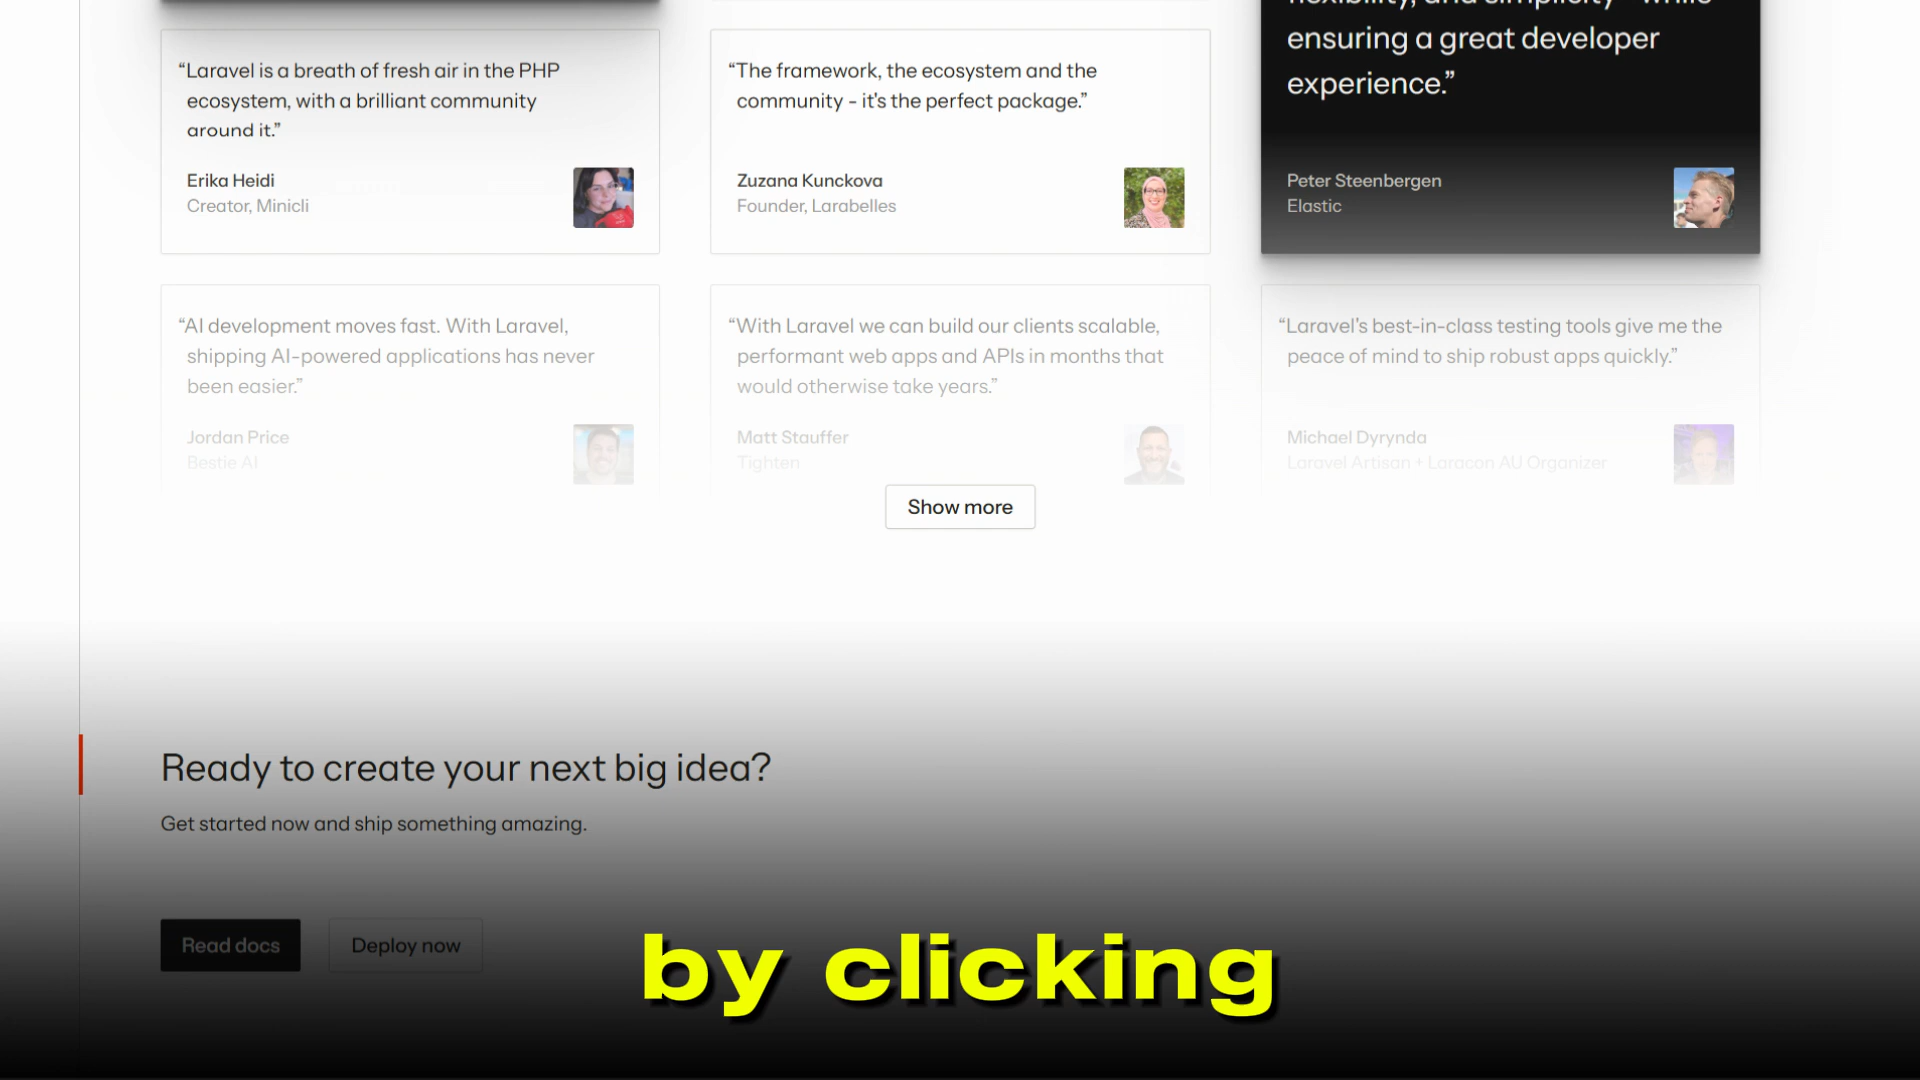 “Laravel is a breath of fresh air in the PHP
ecosystem, with a brilliant community
around it.”
Erika Heidi
Creator, Minicli
“The framework, the ecosystem and the
community - it's the perfect package.”
Zuzana Kunckova
Founder, Larabelles
ensuring a great developer
experience.”
Peter Steenbergen
Elastic
“AI development moves fast. With Laravel,
shipping AI-powered applications has never
been easier.”
Jordan Price
Bestie AI
“With Laravel we can build our clients scalable,
performant web apps and APIs in months that
would otherwise take years.”
Matt Stauffer
Tighten
“Laravel's best-in-class testing tools give me the
peace of mind to ship robust apps quickly.”
Michael Dyrynda
Laravel Artisan + Laracon AU Organizer
Show more
Ready to create your next big idea?
Get started now and ship something amazing.
Read docs
Deploy now
by clicking